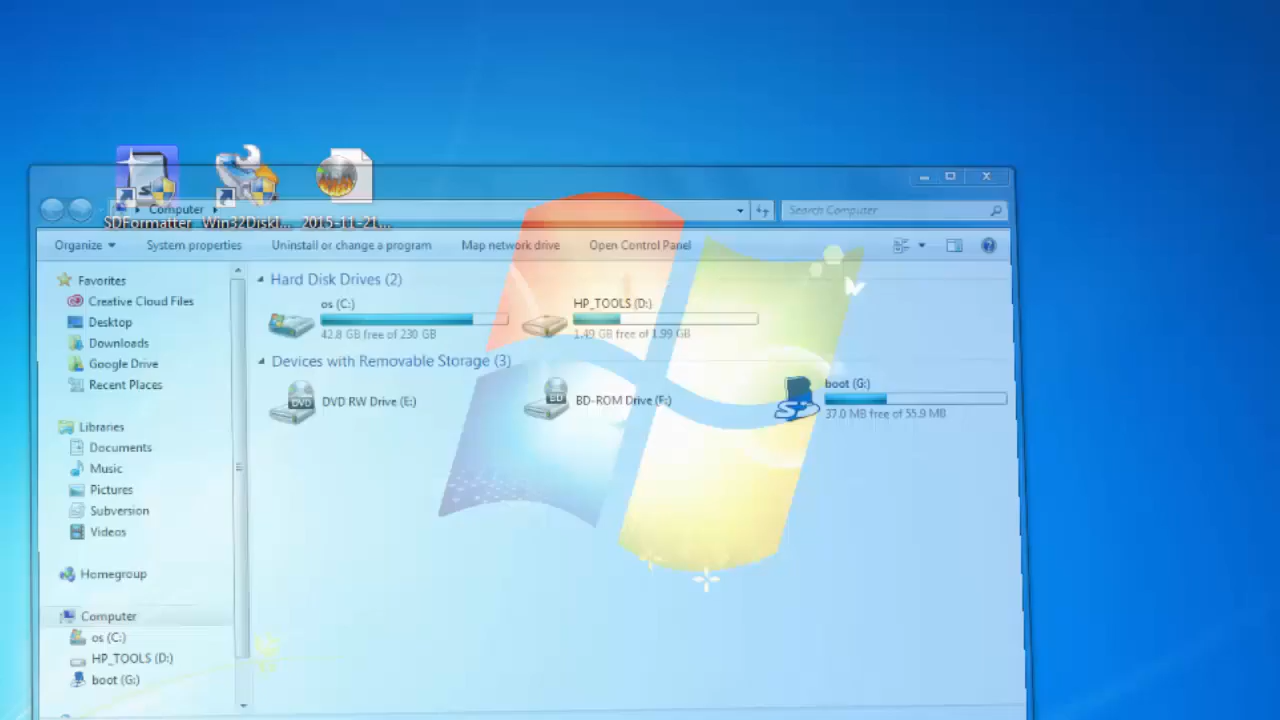 SDFormatter Win32DiskI... 2015-11-21...
Computer
Search Computer
Organize System properties Uninstall or change a program Map network drive Open Control Panel
Favorites
Creative Cloud Files
Desktop
Downloads
Google Drive
Recent Places
Libraries
Documents
Music
Pictures
Subversion
Videos
Homegroup
Computer
os (C:)
HP_TOOLS (D:)
boot (G:)
Hard Disk Drives (2)
os (C:)
42.8 GB free of 230 GB
HP_TOOLS (D:)
1.49 GB free of 1.99 GB
Devices with Removable Storage (3)
DVD
DVD RW Drive (E:)
BD
BD-ROM Drive (F:)
SD
boot (G:)
37.0 MB free of 55.9 MB